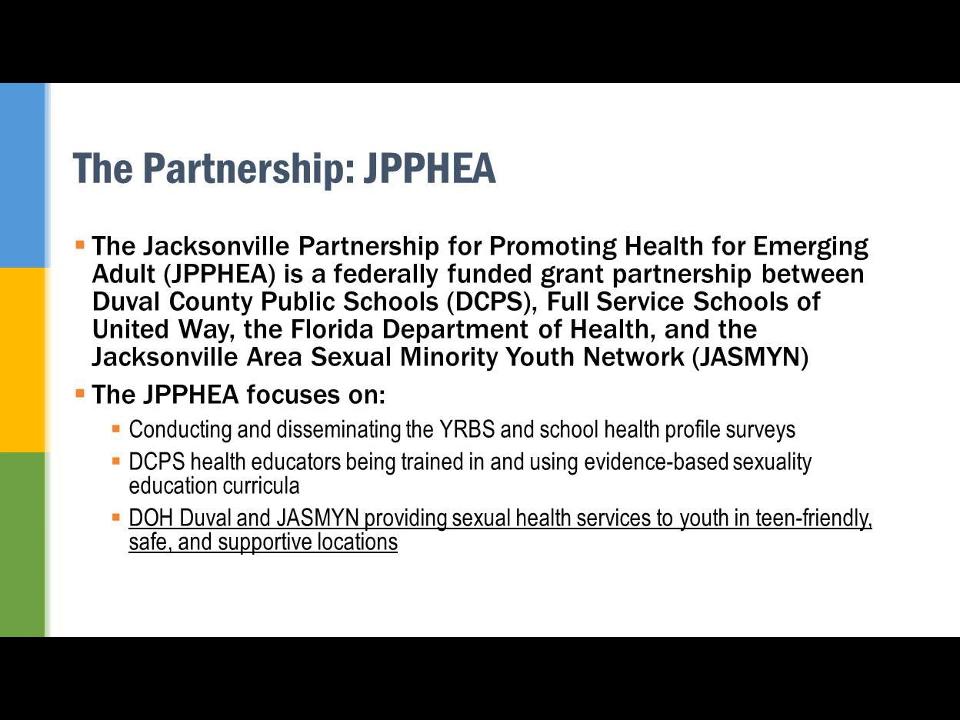 The Partnership: JPPHEA
▪ The Jacksonville Partnership for Promoting Health for Emerging
Adult (JPPHEA) is a federally funded grant partnership between
Duval County Public Schools (DCPS), Full Service Schools of
United Way, the Florida Department of Health, and the
Jacksonville Area Sexual Minority Youth Network (JASMYN)
▪ The JPPHEA focuses on:
▪ Conducting and disseminating the YRBS and school health profile surveys
▪ DCPS health educators being trained in and using evidence-based sexuality
education curricula
▪ DOH Duval and JASMYN providing sexual health services to youth in teen-friendly,
safe, and supportive locations